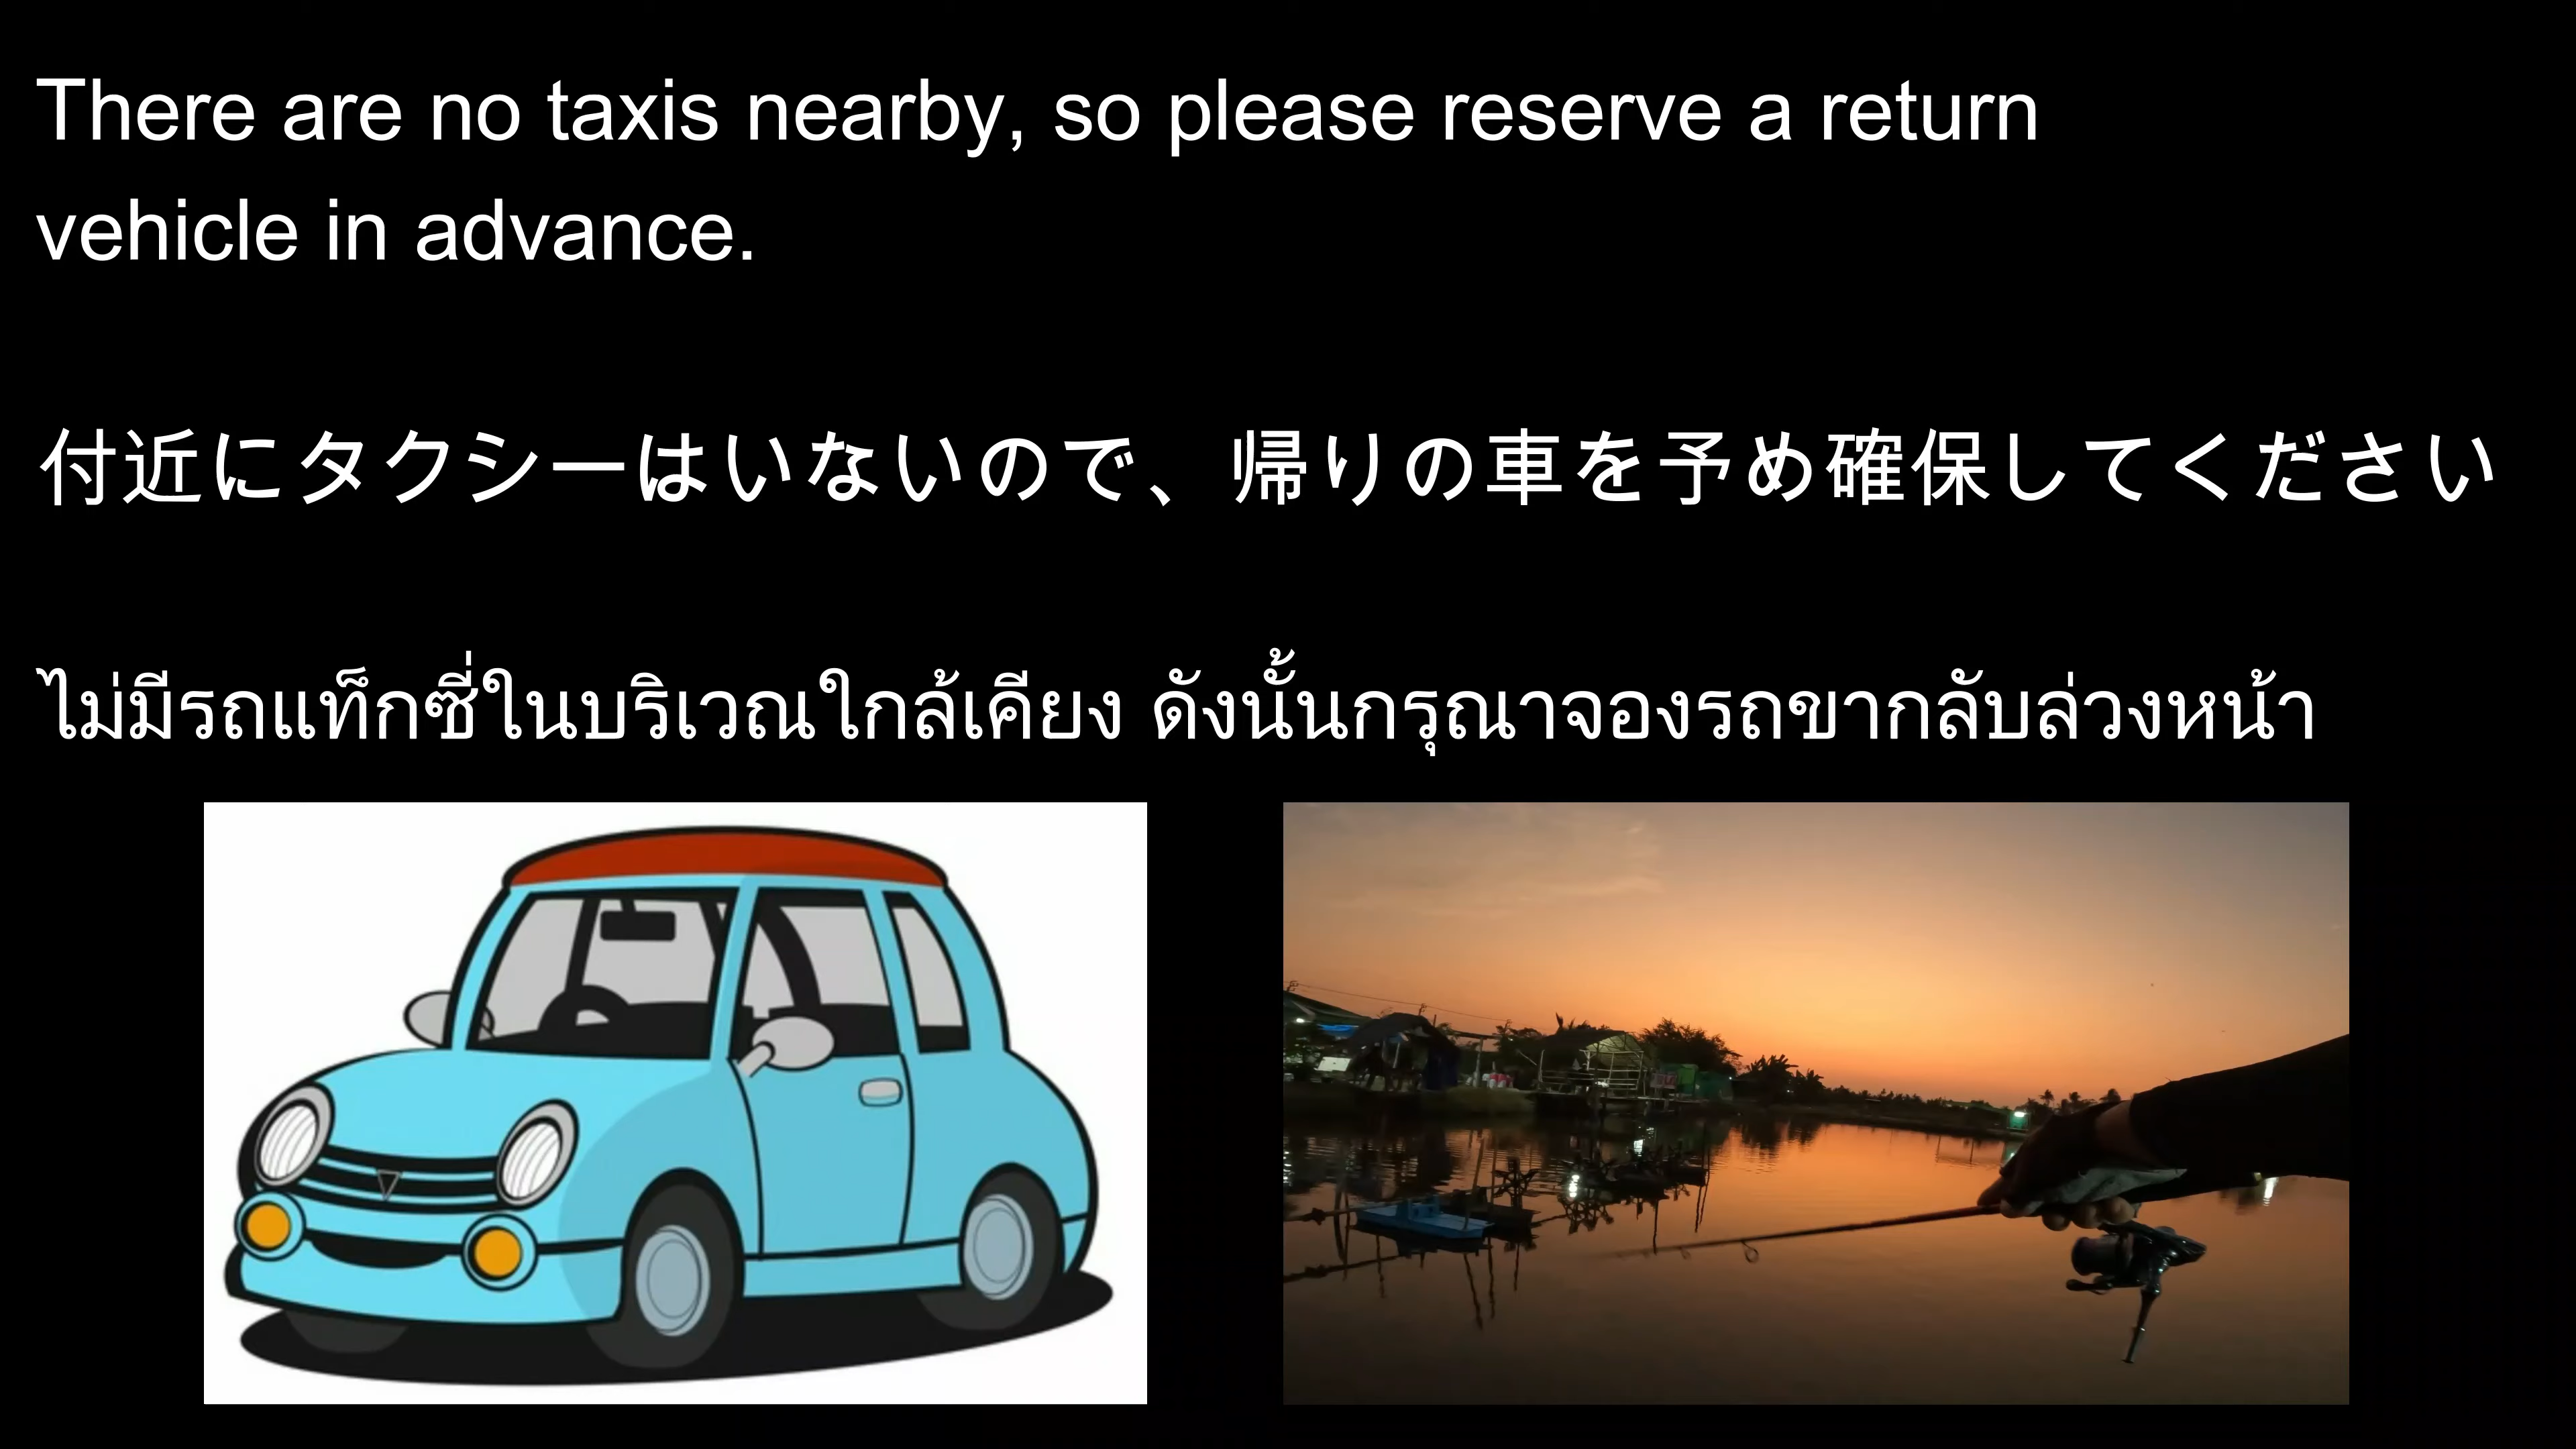 There are no taxis nearby, so please reserve a return
vehicle in advance.
付近にタクシーはいないので、帰りの車を予め確保してください
ไม่มีรถแท็กซี่ในบริเวณใกล้เคียง ดังนั้นกรุณาจองรถขากลับล่วงหน้า